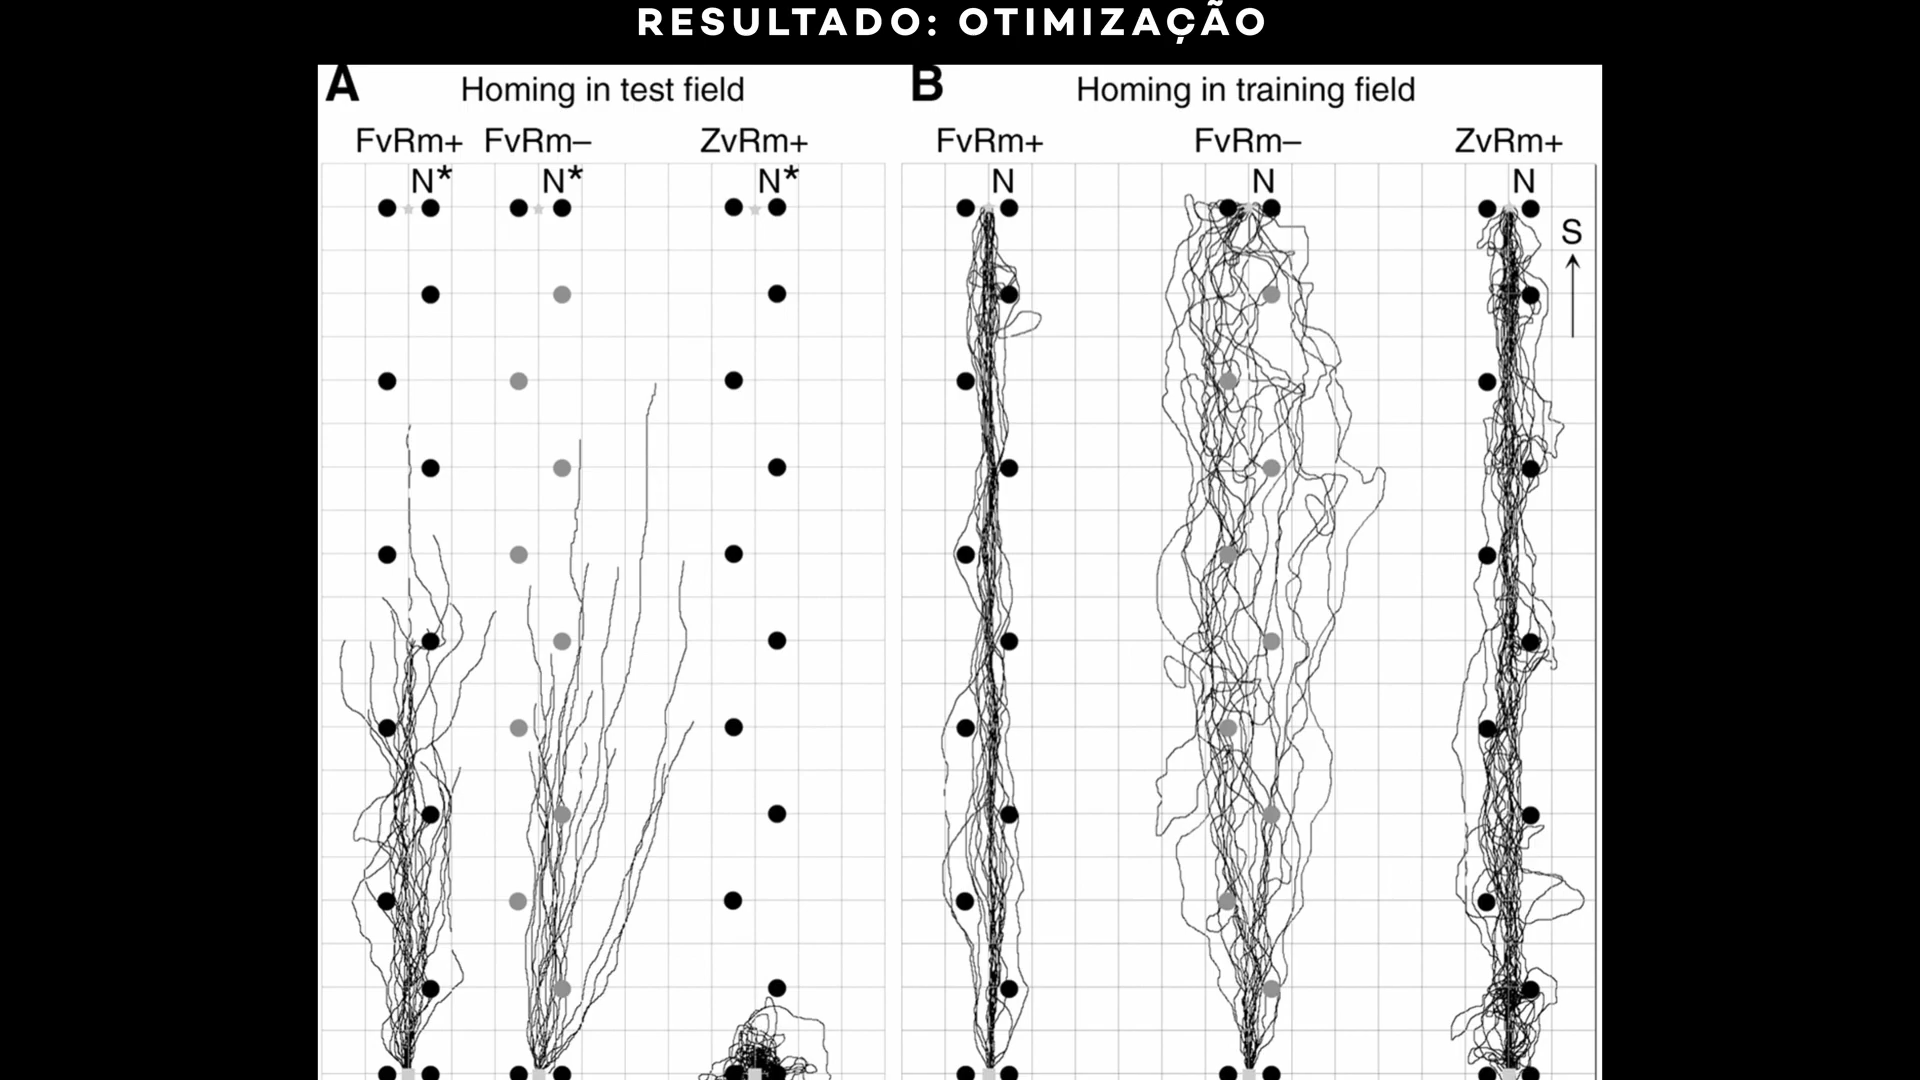 RESULTADO: OTIMIZAÇÃO
A Homing in test field
FvRm+ FvRm– ZvRm+
N* N* N*
B Homing in training field
FvRm+ FvRm– ZvRm+
N N N
S